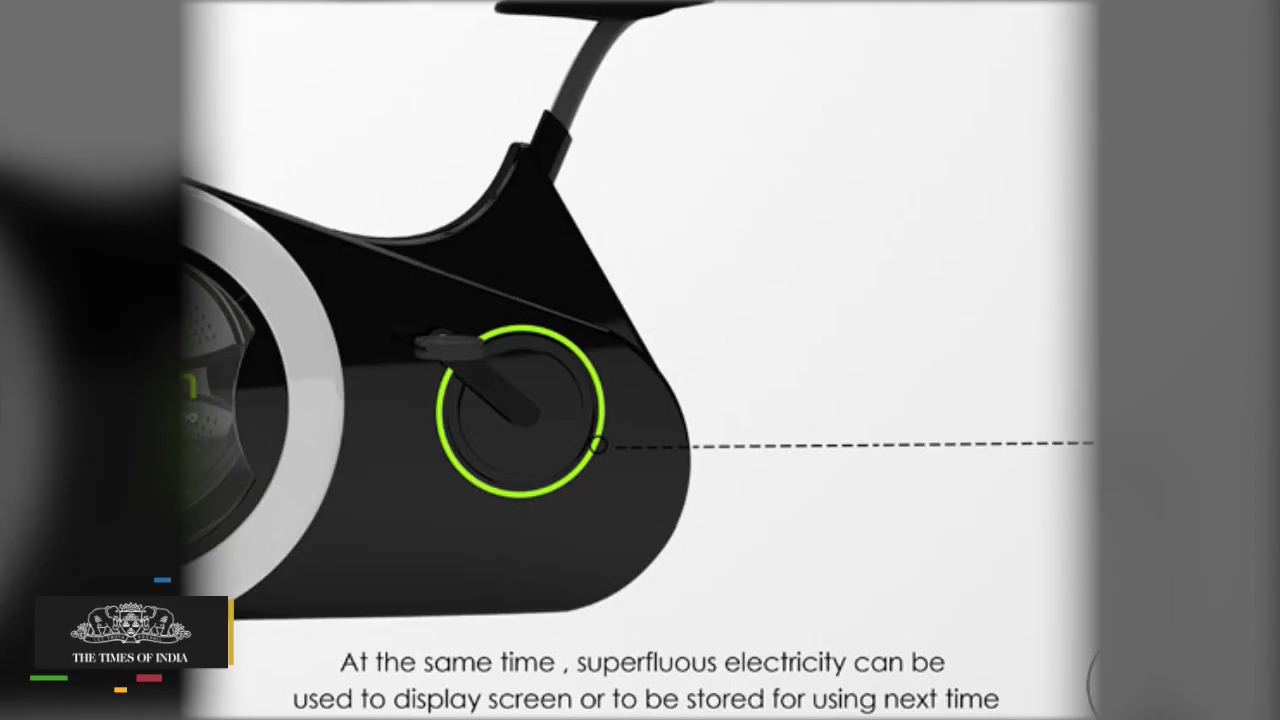 THE TIMES OF INDIA
At the same time , superfluous electricity can be
used to display screen or to be stored for using next time